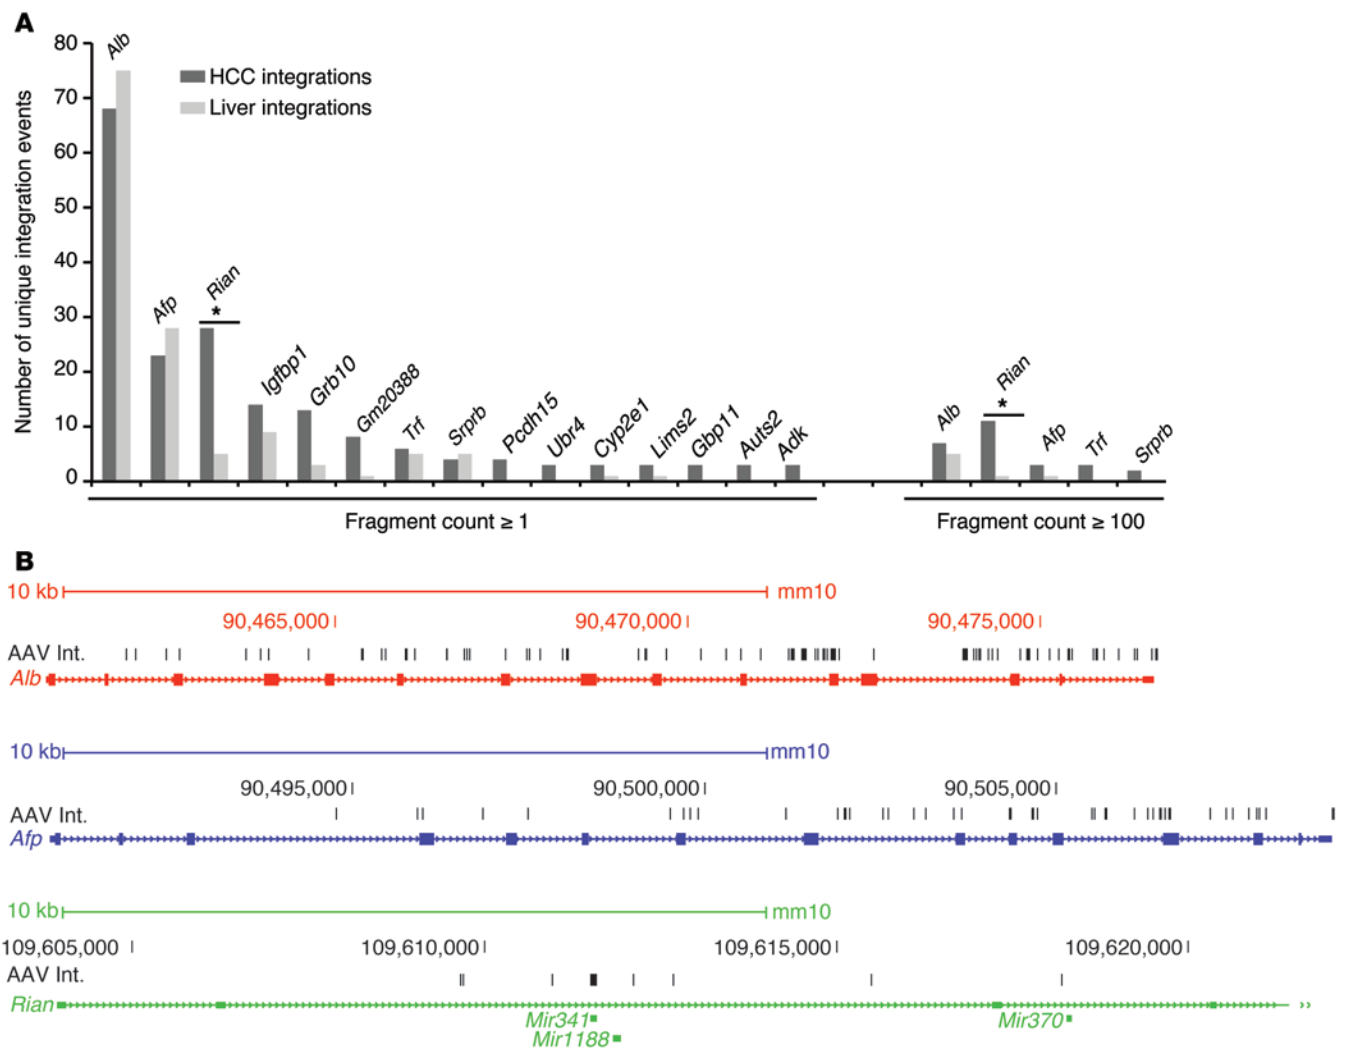 A
80
70
60
50
40
30
20
10
0
Number of unique integration events
HCC integrations
Liver integrations
Alb
Afp
Rian
*
Igfbp1
Grb10
Gm20388
Trf
Srprb
Pcdh15
Ubr4
Cyp2e1
Lims2
Gbp11
Auts2
Adk
Alb
Rian
*
Afp
Trf
Srprb
Fragment count ≥ 1
Fragment count ≥ 100
B
10 kb mm10
90,465,000 90,470,000 90,475,000
AAV Int.
Alb
10 kb mm10
90,495,000 90,500,000 90,505,000
AAV Int.
Afp
10 kb mm10
109,605,000 109,610,000 109,615,000 109,620,000
AAV Int.
Rian
Mir341 Mir370
Mir1188